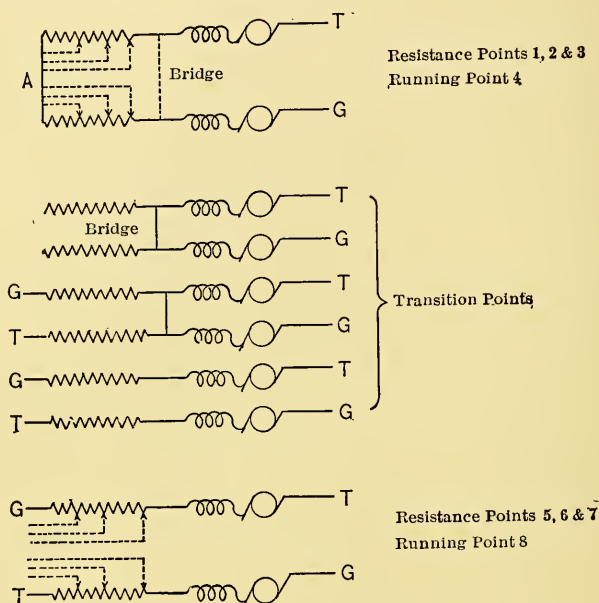 T
Resistance Points 1, 2 & 3
A
Bridge
Running Point 4
G
T
Bridge
G
G
T
Transition Points
T
G
G
T
T
G
G
T
Resistance Points 5, 6 & 7
Running Point 8
G
T